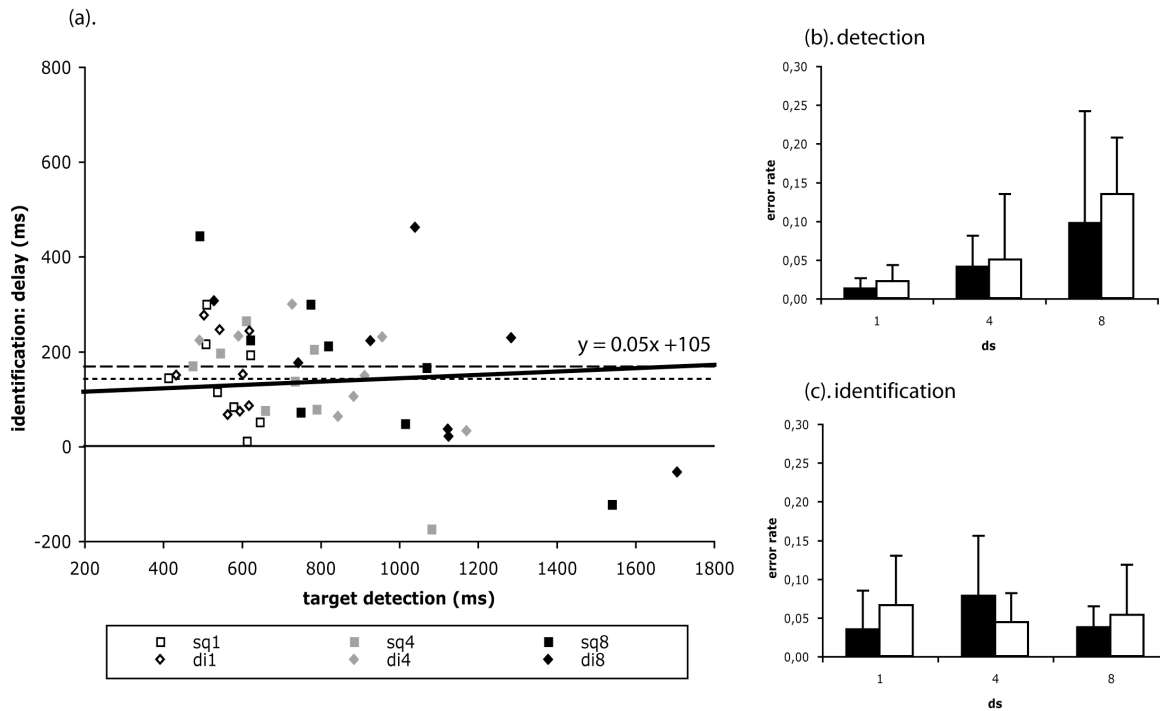 (a).
800
600
400
200
0
-200
identification: delay (ms)
y = 0.05x +105
200 400 600 800 1000 1200 1400 1600 1800
target detection (ms)
sq1 sq4 sq8
di1 di4 di8
(b). detection
0,30
0,25
0,20
0,15
0,10
0,05
0,00
error rate
1 4 8
ds
(c). identification
0,30
0,25
0,20
0,15
0,10
0,05
0,00
error rate
1 4 8
ds